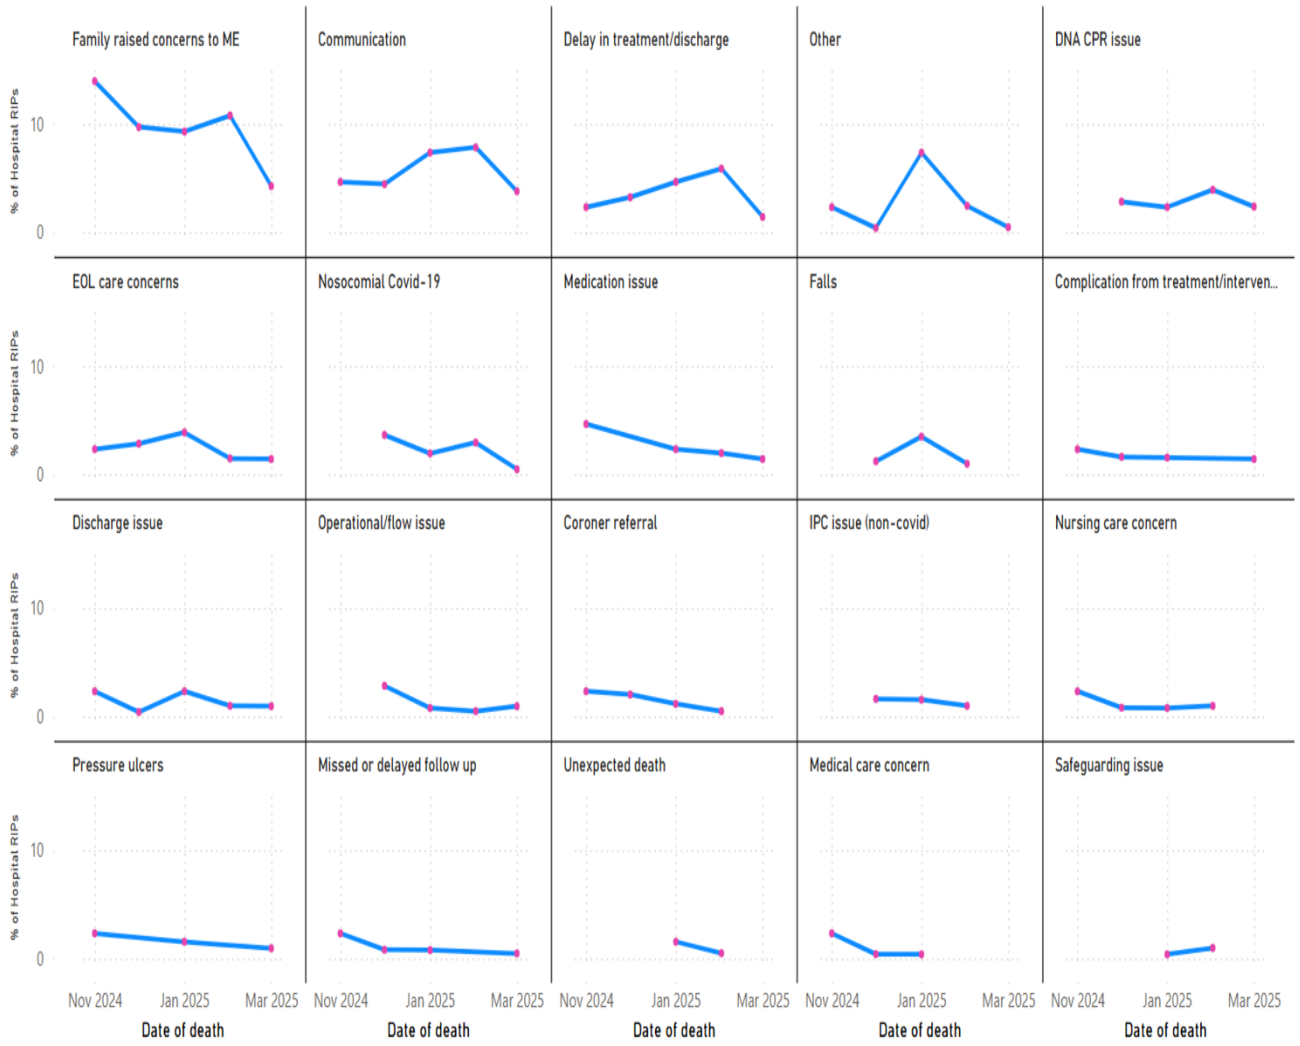 Family raised concerns to ME
Communication
Delay in treatment/discharge
Other
DNA CPR issue
% of Hospital RIPs
10
0
EOL care concerns
Nosocomial Covid-19
Medication issue
Falls
Complication from treatment/interven...
% of Hospital RIPs
10
0
Discharge issue
Operational/flow issue
Coroner referral
IPC issue (non-covid)
Nursing care concern
% of Hospital RIPs
10
0
Pressure ulcers
Missed or delayed follow up
Unexpected death
Medical care concern
Safeguarding issue
% of Hospital RIPs
10
0
Nov 2024 Jan 2025 Mar 2025
Nov 2024 Jan 2025 Mar 2025
Nov 2024 Jan 2025 Mar 2025
Nov 2024 Jan 2025 Mar 2025
Nov 2024 Jan 2025 Mar 2025
Date of death
Date of death
Date of death
Date of death
Date of death